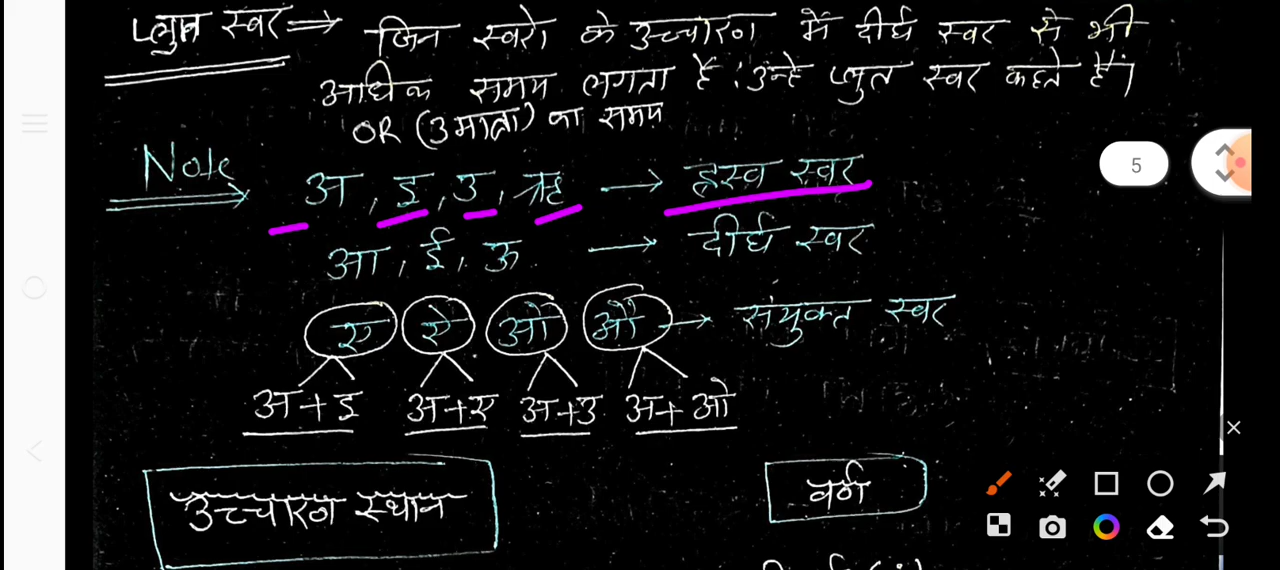 प्लुत स्वर ⇒ जिन स्वरो के उच्चारण में दीर्घ स्वर से भी
अधिक समय लगता है। उन्हे प्लुत स्वर कहते हैं।
OR (3 मात्रा) का समय
Note
अ, इ, उ, ऋ → ह्रस्व स्वर
आ, ई, ऊ → दीर्घ स्वर
ए ऐ ओ औ → संयुक्त स्वर
अ+इ अ+ए अ+उ अ+ओ
उच्चारण स्थान वर्ग
5